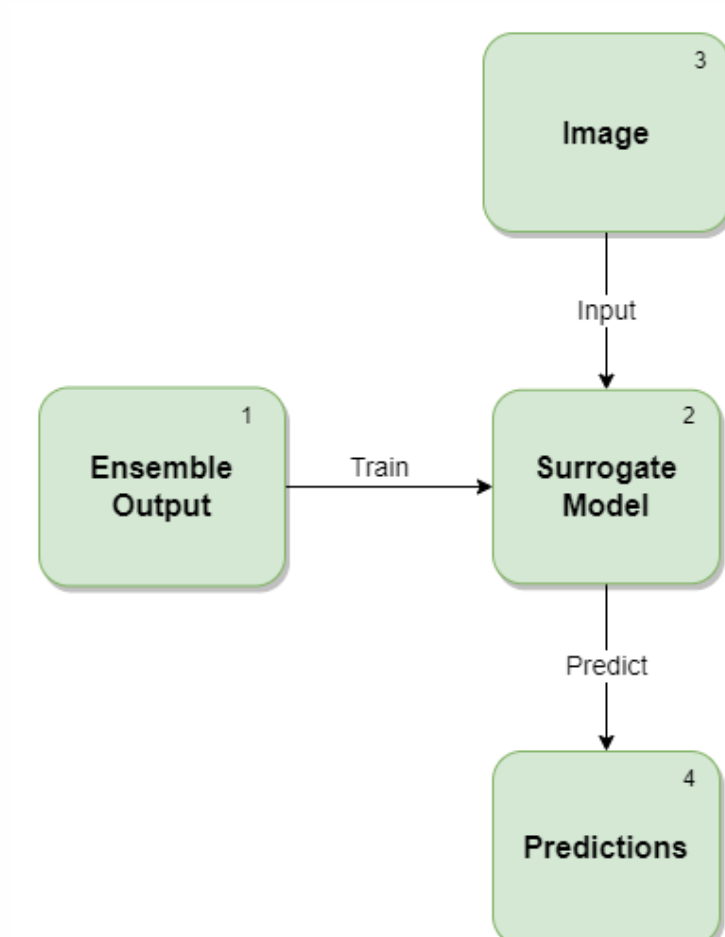 3
Image
Input
1
Ensemble
Output
Train
2
Surrogate
Model
Predict
4
Predictions